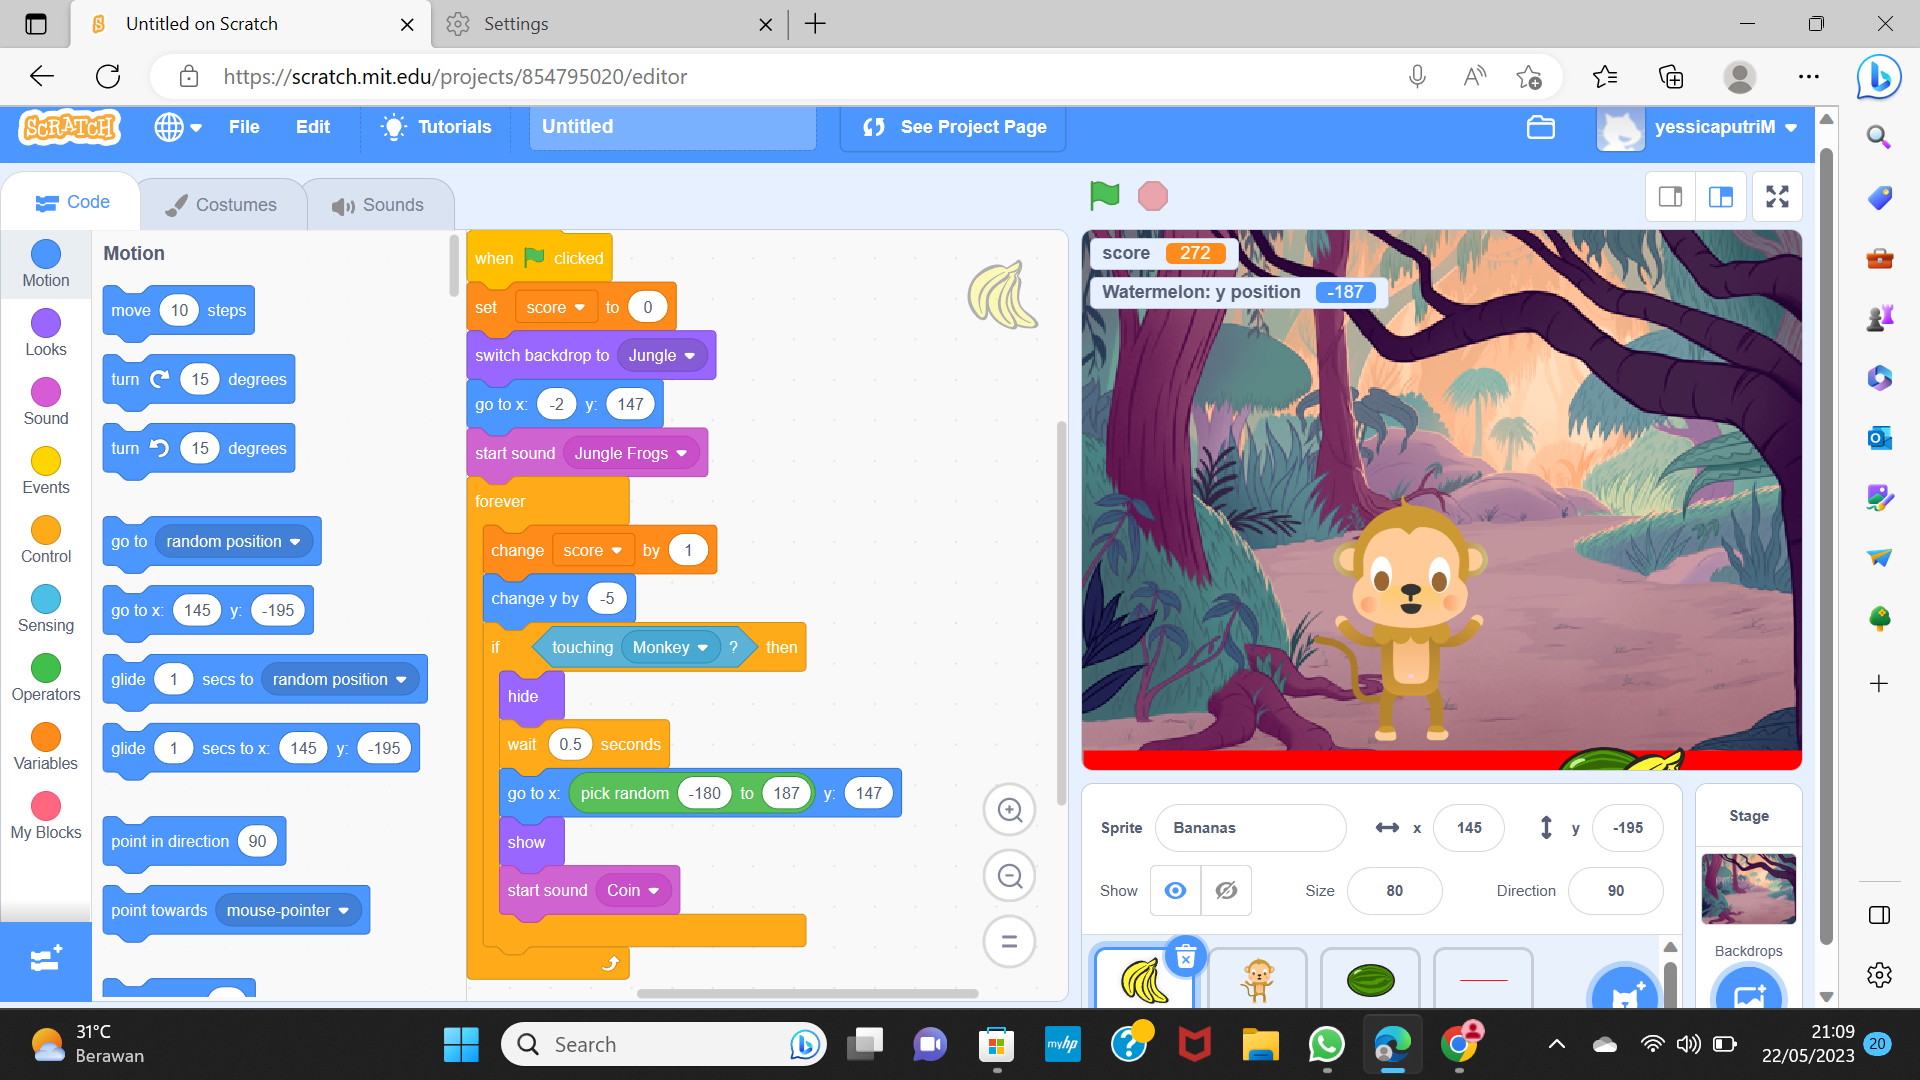 Untitled on Scratch
Settings
https://scratch.mit.edu/projects/854795020/editor
SCRATCH
File
Edit
Tutorials
Untitled
See Project Page
yessicaputriM
Code
Costumes
Sounds
Motion
Looks
Sound
Events
Control
Sensing
Operators
Variables
My Blocks
Motion
move 10 steps
turn 15 degrees
turn 15 degrees
go to random position
go to x: 145 y: -195
glide 1 secs to random position
glide 1 secs to x: 145 y: -195
point in direction 90
point towards mouse-pointer
when clicked
set score to 0
switch backdrop to Jungle
go to x: -2 y: 147
start sound Jungle Frogs
forever
change score by 1
change y by -5
if touching Monkey ? then
hide
wait 0.5 seconds
go to x: pick random -180 to 187 y: 147
show
start sound Coin
score 272
Watermelon: y position -187
Sprite Bananas x 145 y -195
Show Size 80 Direction 90
Stage
Backdrops
31°C
Berawan
Search
myhp
21:09
22/05/2023
20